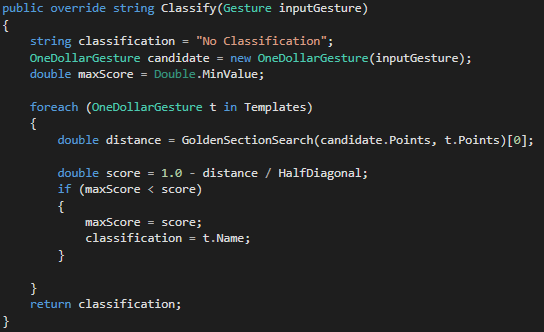 public override string Classify(Gesture inputGesture)
{
    string classification = "No Classification";
    OneDollarGesture candidate = new OneDollarGesture(inputGesture);
    double maxScore = Double.MinValue;

    foreach (OneDollarGesture t in Templates)
    {
        double distance = GoldenSectionSearch(candidate.Points, t.Points)[0];

        double score = 1.0 - distance / HalfDiagonal;
        if (maxScore < score)
        {
            maxScore = score;
            classification = t.Name;
        }

    }
    return classification;
}